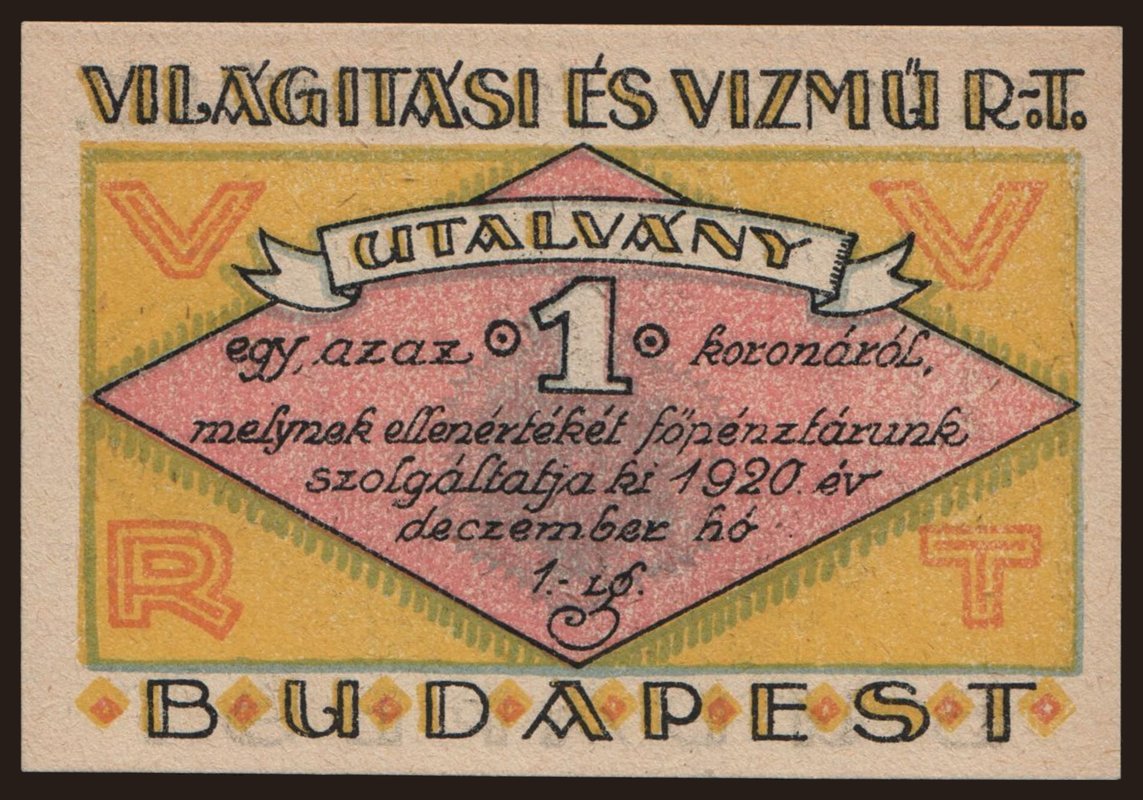 VILÁGITÁSI ÉS VIZMŰ R.-T.
V V
UTALVÁNY
egy, azaz 1 koronáról,
melynek ellenértékét főpénztárunk
szolgáltatja ki 1920. év
deczember hó
1.-ig.
R T
BUDAPEST